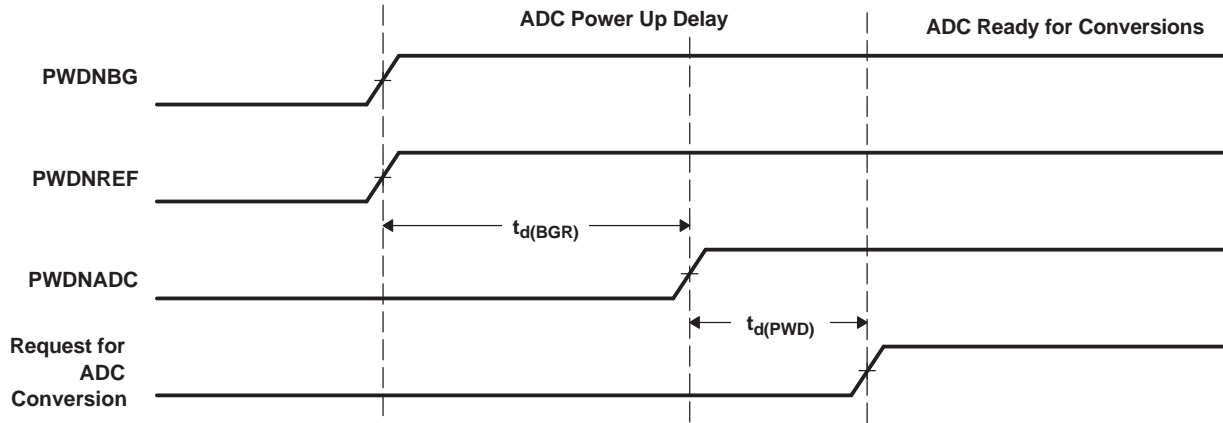 ADC Power Up Delay
ADC Ready for Conversions
PWDNBG
PWDNREF
td(BGR)
PWDNADC
td(PWD)
Request for
ADC
Conversion